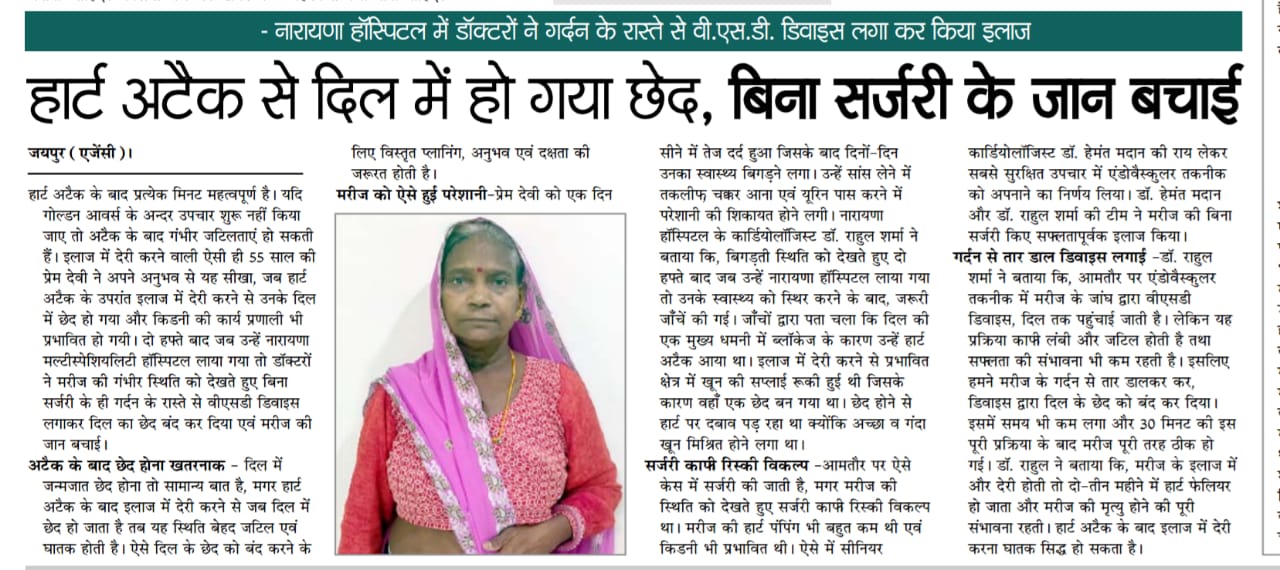 - नारायणा हॉस्पिटल में डॉक्टरों ने गर्दन के रास्ते से वी.एस.डी. डिवाइस लगा कर किया इलाज
हार्ट अटैक से दिल में हो गया छेद, बिना सर्जरी के जान बचाई
जयपुर ( एजेंसी )।
हार्ट अटैक के बाद प्रत्येक मिनट महत्वपूर्ण है। यदि
गोल्डन आवर्स के अन्दर उपचार शुरू नहीं किया
जाए तो अटैक के बाद गंभीर जटिलताएं हो सकती
हैं। इलाज में देरी करने वाली ऐसी ही 55 साल की
प्रेम देवी ने अपने अनुभव से यह सीखा, जब हार्ट
अटैक के उपरांत इलाज में देरी करने से उनके दिल
में छेद हो गया और किडनी की कार्य प्रणाली भी
प्रभावित हो गयी। दो हफ्ते बाद जब उन्हें नारायणा
मल्टीस्पेशियलिटी हॉस्पिटल लाया गया तो डॉक्टरों
ने मरीज की गंभीर स्थिति को देखते हुए बिना
सर्जरी के ही गर्दन के रास्ते से वीएसडी डिवाइस
लगाकर दिल का छेद बंद कर दिया एवं मरीज की
जान बचाई।
अटैक के बाद छेद होना खतरनाक - दिल में
जन्मजात छेद होना तो सामान्य बात है, मगर हार्ट
अटैक के बाद इलाज में देरी करने से जब दिल में
छेद हो जाता है तब यह स्थिति बेहद जटिल एवं
घातक होती है। ऐसे दिल के छेद को बंद करने के
लिए विस्तृत प्लानिंग, अनुभव एवं दक्षता की
जरूरत होती है।
मरीज को ऐसे हुई परेशानी-प्रेम देवी को एक दिन
सीने में तेज दर्द हुआ जिसके बाद दिनों-दिन
उनका स्वास्थ्य बिगड़ने लगा। उन्हें सांस लेने में
तकलीफ, चक्कर आना एवं यूरिन पास करने में
परेशानी की शिकायत होने लगी। नारायणा
हॉस्पिटल के कार्डियोलॉजिस्ट डॉ. राहुल शर्मा ने
बताया कि, बिगड़ती स्थिति को देखते हुए दो
हफ्ते बाद जब उन्हें नारायणा हॉस्पिटल लाया गया
तो उनके स्वास्थ्य को स्थिर करने के बाद, जरूरी
जाँचें की गई। जाँचों द्वारा पता चला कि दिल की
एक मुख्य धमनी में ब्लॉकेज के कारण उन्हें हार्ट
अटैक आया था। इलाज में देरी करने से प्रभावित
क्षेत्र में खून की सप्लाई रूकी हुई थी जिसके
कारण वहाँ एक छेद बन गया था। छेद होने से
हार्ट पर दबाव पड़ रहा था क्योंकि अच्छा व गंदा
खून मिश्रित होने लगा था।
सर्जरी काफी रिस्की विकल्प -आमतौर पर ऐसे
केस में सर्जरी की जाती है, मगर मरीज की
स्थिति को देखते हुए सर्जरी काफी रिस्की विकल्प
था। मरीज की हार्ट पंपिंग भी बहुत कम थी एवं
किडनी भी प्रभावित थी। ऐसे में सीनियर
कार्डियोलॉजिस्ट डॉ. हेमंत मदान की राय लेकर
सबसे सुरक्षित उपचार में एंडोवैस्कुलर तकनीक
को अपनाने का निर्णय लिया। डॉ. हेमंत मदान
और डॉ. राहुल शर्मा की टीम ने मरीज की बिना
सर्जरी किए सफ्लतापूर्वक इलाज किया।
गर्दन से तार डाल डिवाइस लगाई -डॉ. राहुल
शर्मा ने बताया कि, आमतौर पर एंडोवैस्कुलर
तकनीक में मरीज के जांघ द्वारा वीएसडी
डिवाइस, दिल तक पहुंचाई जाती है। लेकिन यह
प्रक्रिया काफी लंबी और जटिल होती है तथा
सफ्लता की संभावना भी कम रहती है। इसलिए
हमने मरीज के गर्दन से तार डालकर कर,
डिवाइस द्वारा दिल के छेद को बंद कर दिया।
इसमें समय भी कम लगा और 30 मिनट की इस
पूरी प्रक्रिया के बाद मरीज पूरी तरह ठीक हो
गई। डॉ. राहुल ने बताया कि, मरीज के इलाज में
और देरी होती तो दो-तीन महीने में हार्ट फेलियर
हो जाता और मरीज की मृत्यु होने की पूरी
संभावना रहती। हार्ट अटैक के बाद इलाज में देरी
करना घातक सिद्ध हो सकता है।